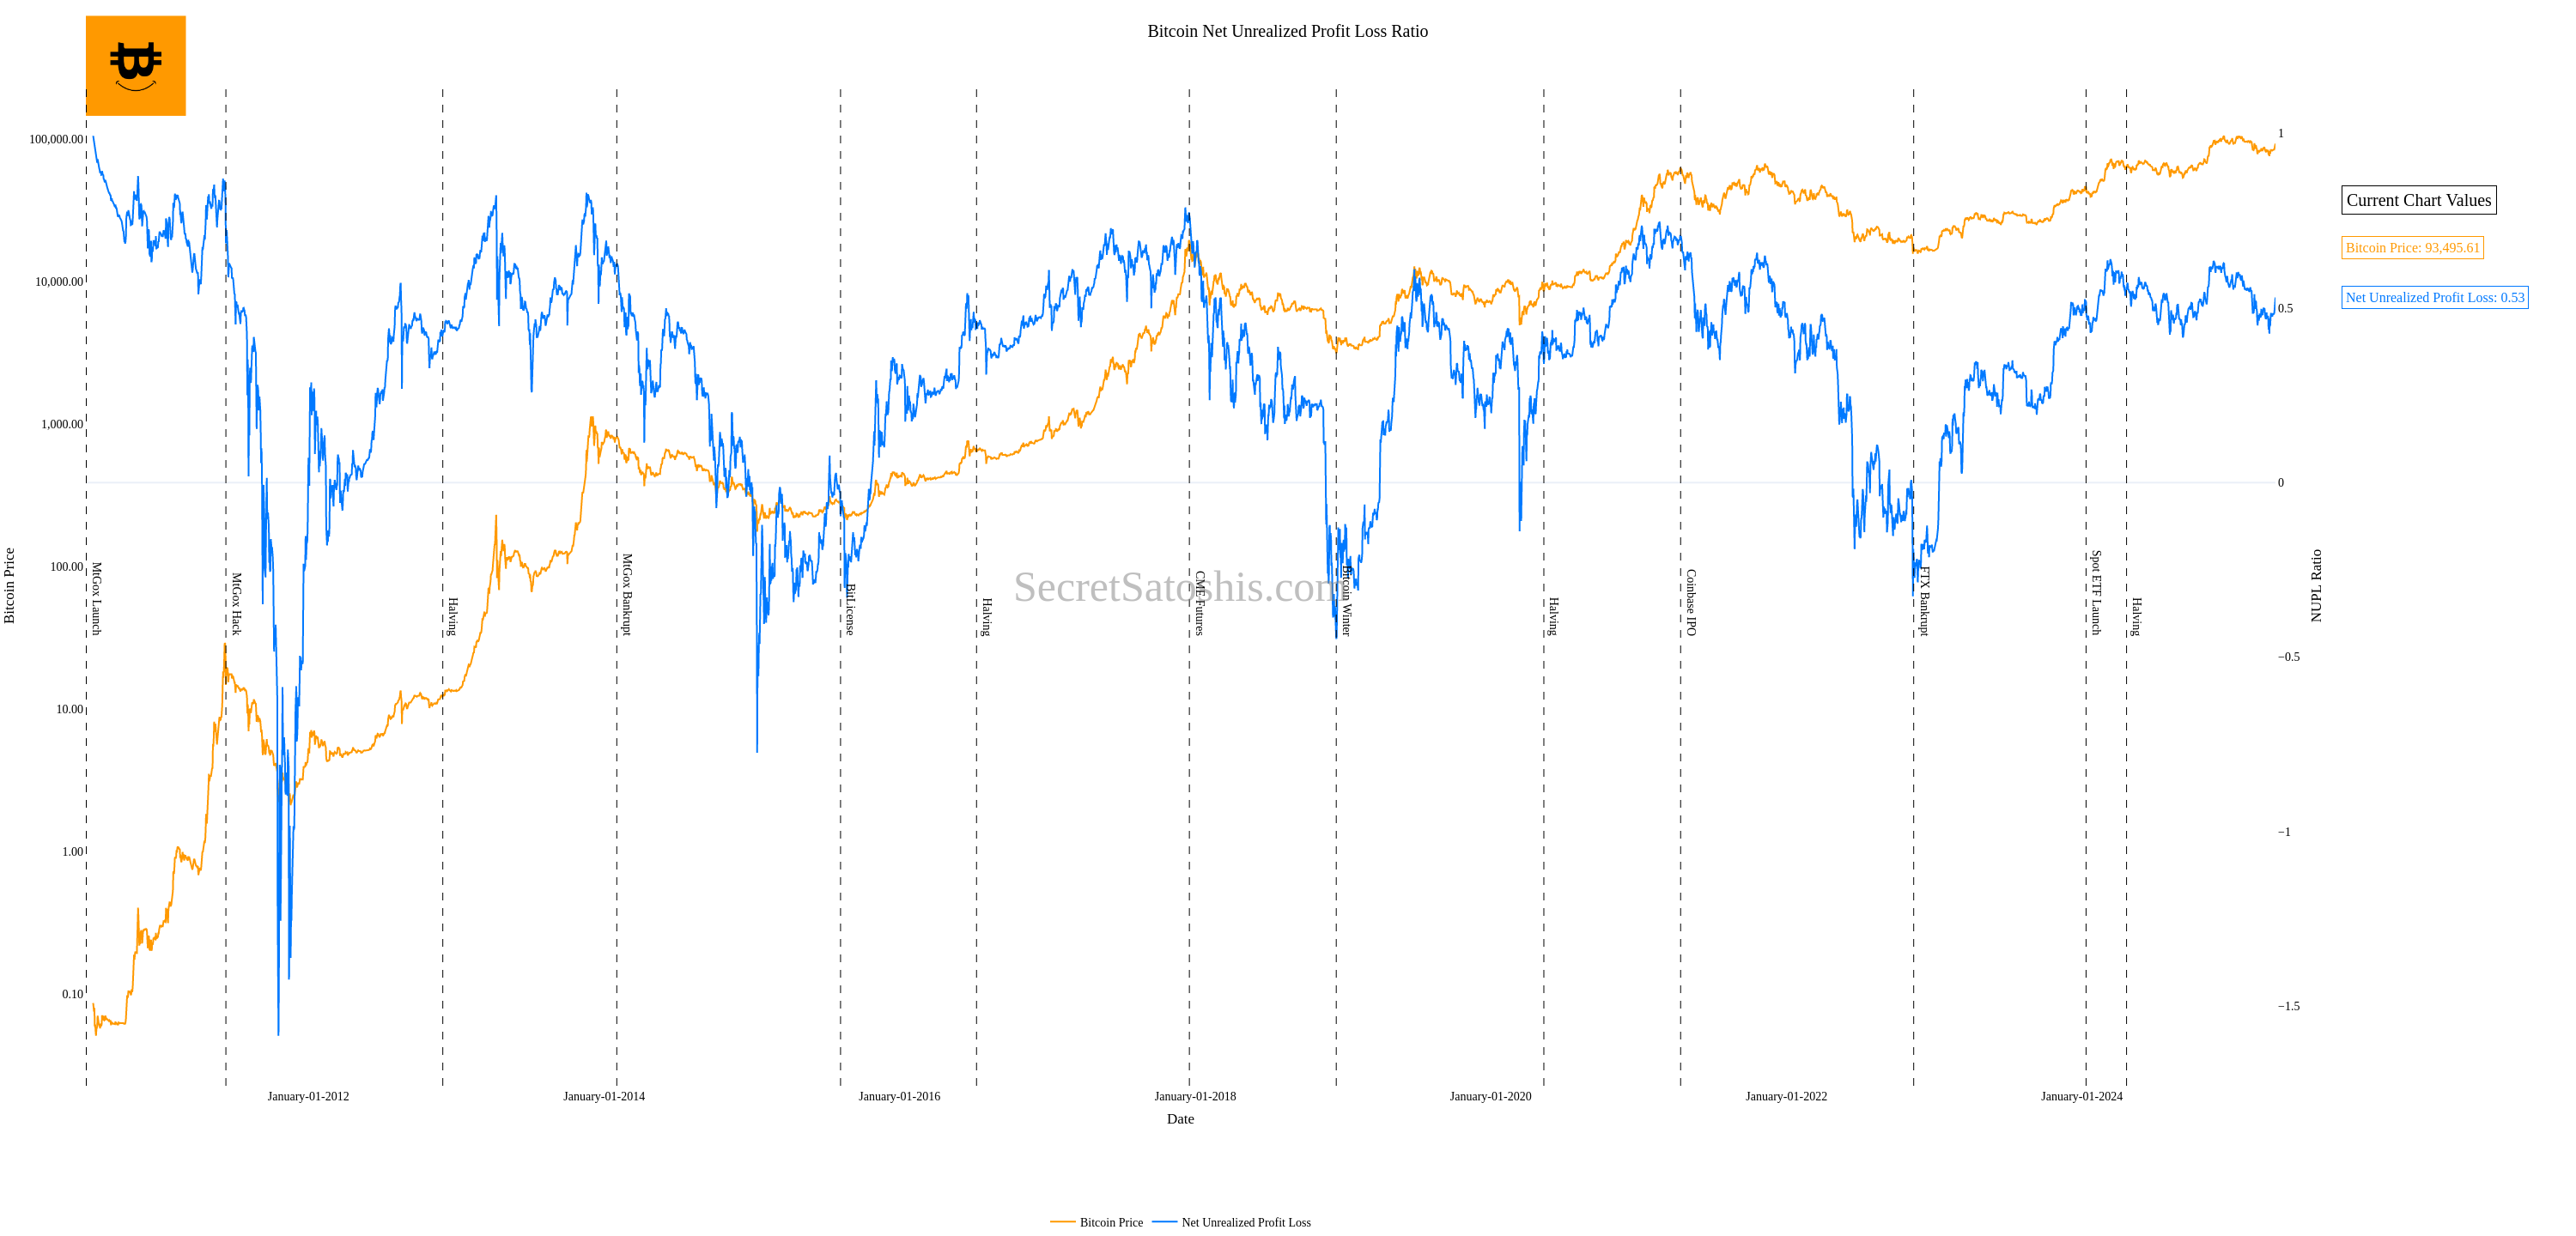 Bitcoin Net Unrealized Profit Loss Ratio
100,000.00
10,000.00
1,000.00
100.00
10.00
1.00
0.10
Bitcoin Price
MtGox Launch
MtGox Hack
Halving
MtGox Bankrupt
BitLicense
Halving
CME Futures
Bitcoin Winter
Halving
Coinbase IPO
FTX Bankrupt
Spot ETF Launch
Halving
SecretSatoshis.com
1
0.5
0
−0.5
−1
−1.5
NUPL Ratio
Current Chart Values
Bitcoin Price: 93,495.61
Net Unrealized Profit Loss: 0.53
January-01-2012
January-01-2014
January-01-2016
January-01-2018
January-01-2020
January-01-2022
January-01-2024
Date
Bitcoin Price
Net Unrealized Profit Loss